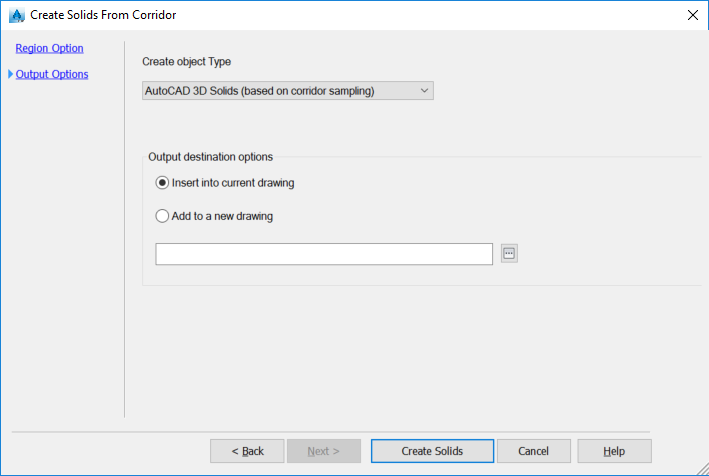 Create Solids From Corridor
Region Option
Output Options
Create object Type
AutoCAD 3D Solids (based on corridor sampling)
Output destination options
Insert into current drawing
Add to a new drawing
...
< Back
Next >
Create Solids
Cancel
Help